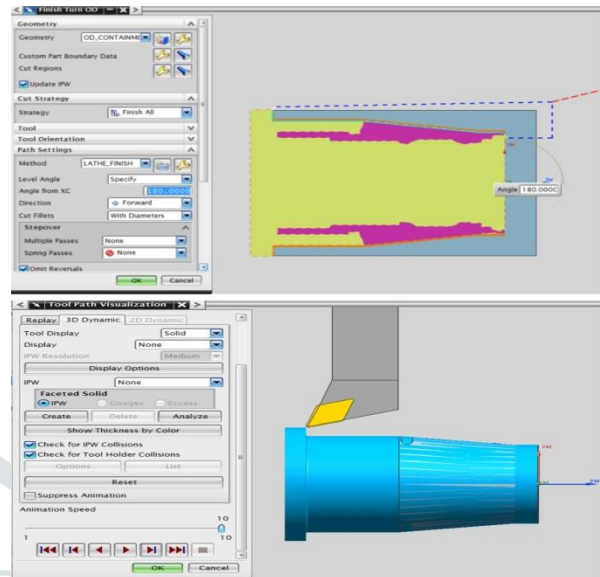 Finish Turn OD
Geometry
Geometry OD_CONTAINME
Custom Part Boundary Data
Cut Regions
Update IPW
Cut Strategy
Strategy Finish All
Tool
Tool Orientation
Path Settings
Method LATHE_FINISH
Level Angle Specify
Angle from XC 180.0000
Direction Forward
Cut Fillets With Diameters
Stepover
Multiple Passes None
Spring Passes None
Omit Reversals
OK Cancel
Angle 180.0000
Tool Path Visualization
Replay 3D Dynamic 2D Dynamic
Tool Display Solid
Display None
IPW Resolution Medium
Display Options
IPW None
Faceted Solid
IPW Gouges Excess
Create Delete Analyze
Show Thickness by Color
Check for IPW Collisions
Check for Tool Holder Collisions
Options List
Reset
Suppress Animation
Animation Speed
10
1 10
OK Cancel
YM
ZM